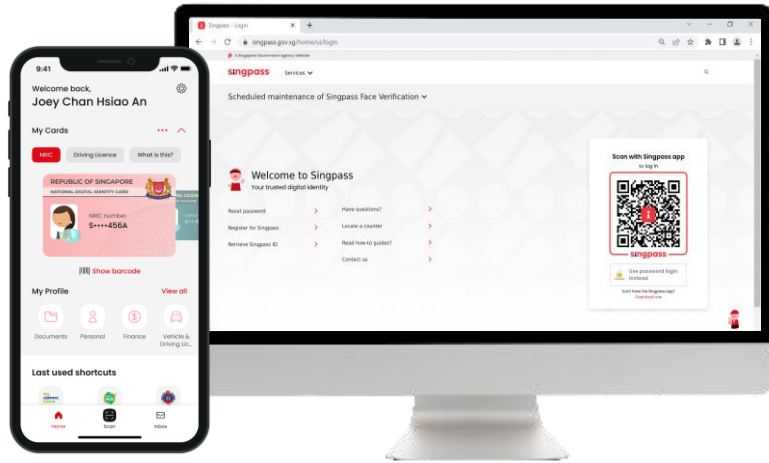 9:41
Welcome back,
Joey Chan Hsiao An
My Cards
NRIC
Driving Licence
What is this?
REPUBLIC OF SINGAPORE
NATIONAL DIGITAL IDENTITY CARD
NRIC number
S••••456A
Show barcode
My Profile
View all
Documents
Personal
Finance
Vehicle &
Driving Lic...
Last used shortcuts
Home
Scan
Inbox
Singpass - Login
singpass.gov.sg/home/ui/login
A Singapore Government Agency Website
singpass
Services
Scheduled maintenance of Singpass Face Verification
Welcome to Singpass
Your trusted digital identity
Reset password
Have questions?
Register for Singpass
Locate a counter
Retrieve Singpass ID
Read how-to guides?
Contact us
Scan with Singpass app
to log in
singpass
Use password login
instead
Don't have the Singpass app?
Download now